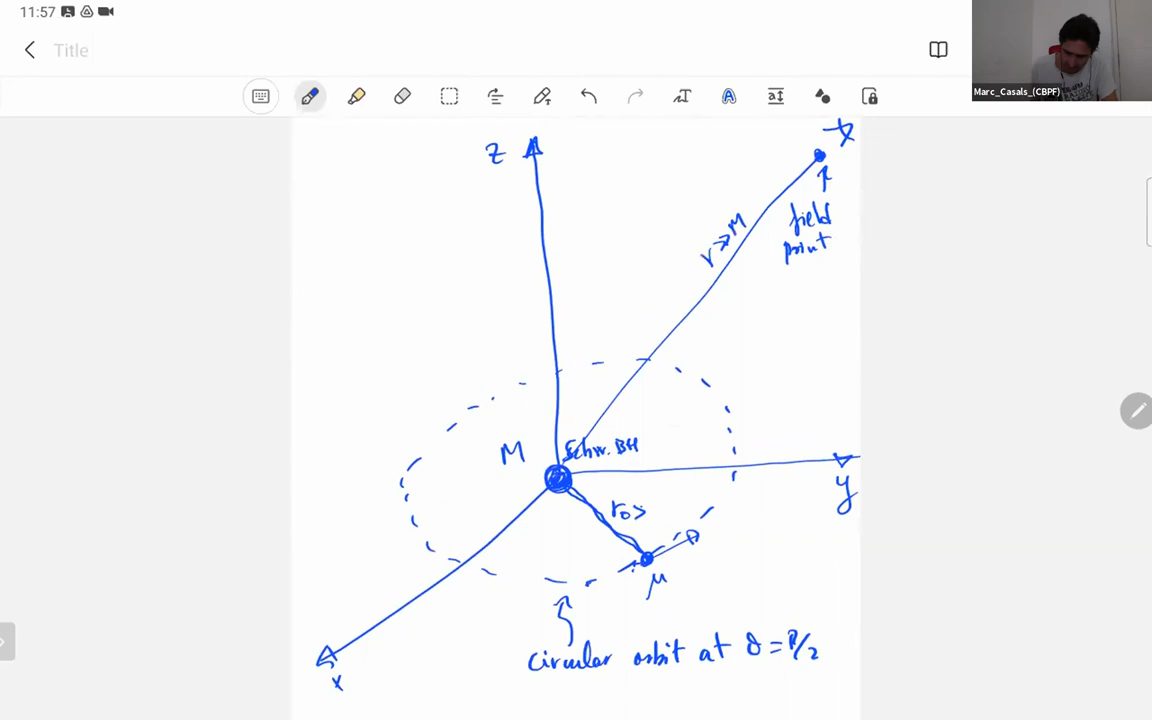 11:57
Title
Marc_Casals_(CBPF)
z
x
field
point
r≫M
M Schw. BH
y
r₀>
μ
circular orbit at θ=π/2
x